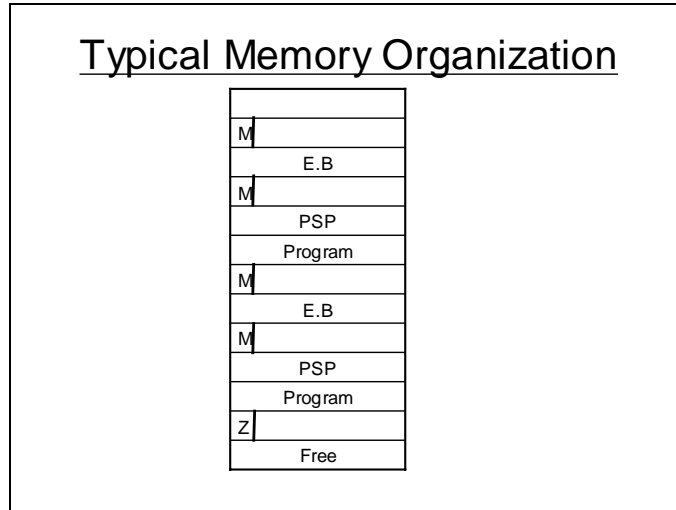 Typical Memory Organization
M
E.B
M
PSP
Program
M
E.B
M
PSP
Program
Z
Free